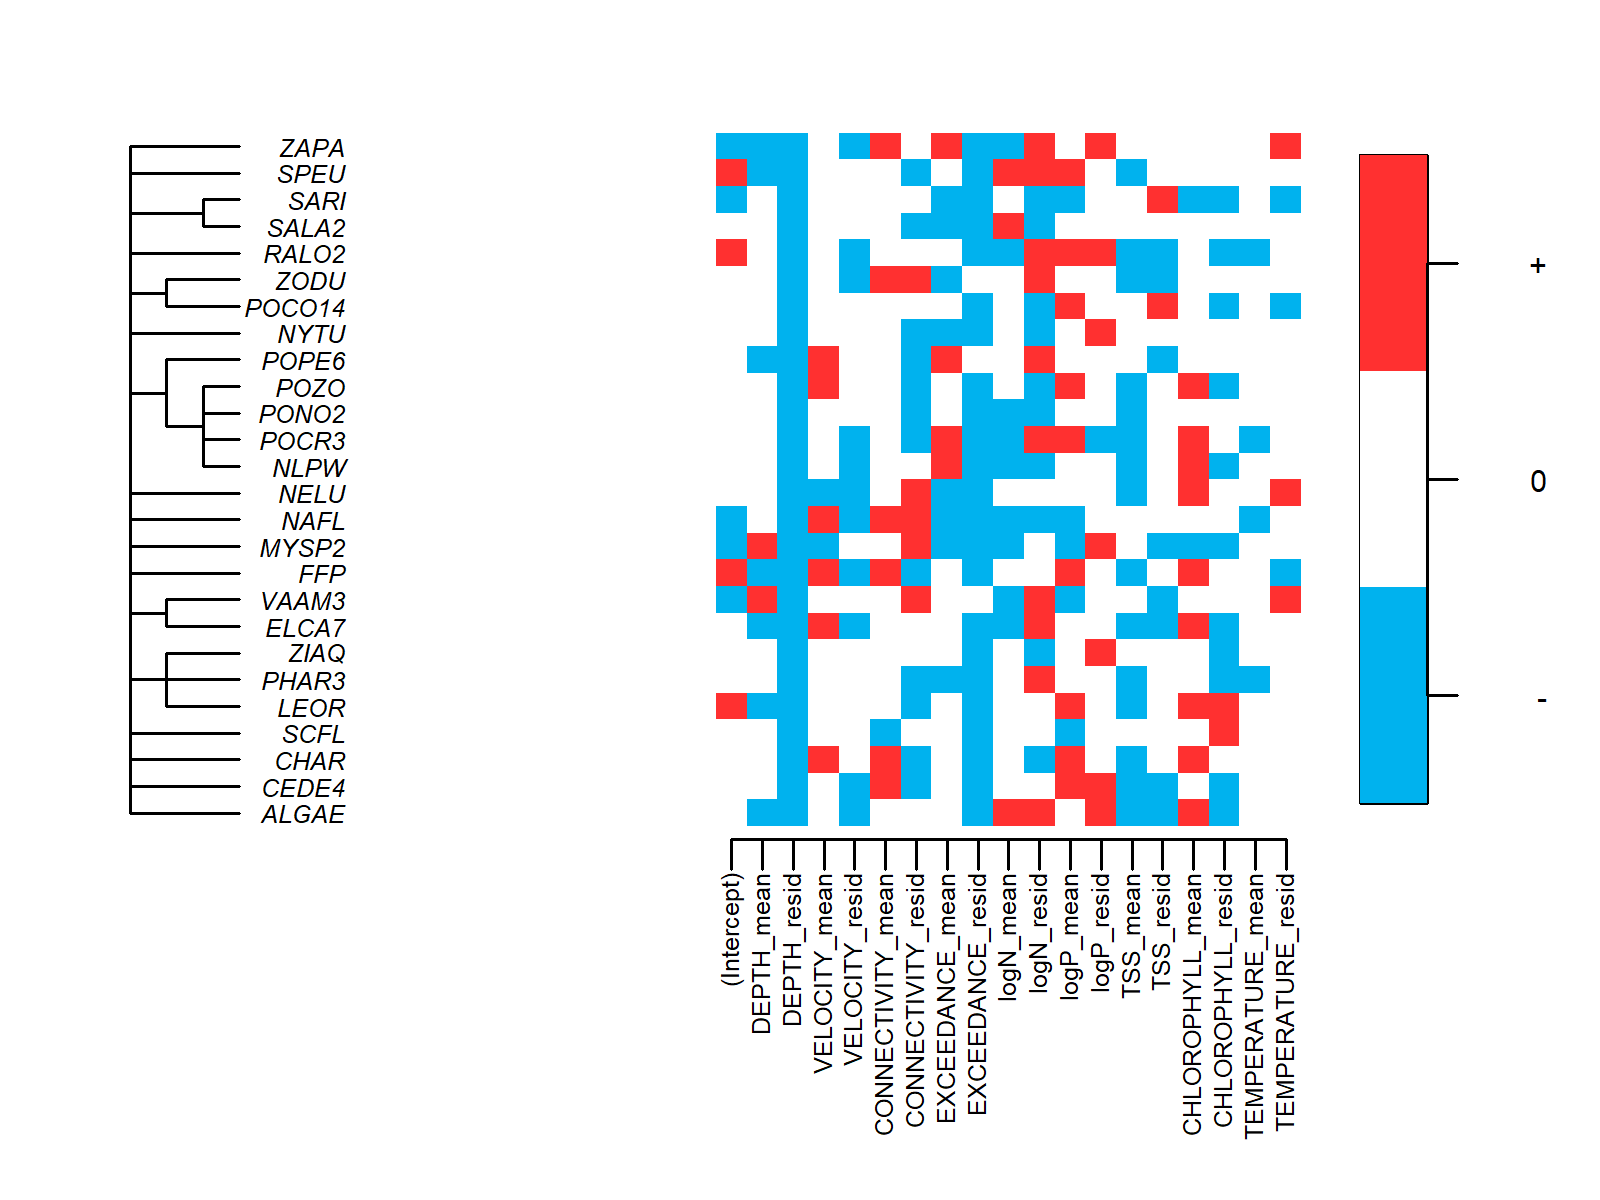 ZAPA
SPEU
SARI
SALA2
RALO2
ZODU
POCO14
NYTU
POPE6
POZO
PONO2
POCR3
NLPW
NELU
NAFL
MYSP2
FFP
VAAM3
ELCA7
ZIAQ
PHAR3
LEOR
SCFL
CHAR
CEDE4
ALGAE
(Intercept)
DEPTH_mean
DEPTH_resid
VELOCITY_mean
VELOCITY_resid
CONNECTIVITY_mean
CONNECTIVITY_resid
EXCEEDANCE_mean
EXCEEDANCE_resid
logN_mean
logN_resid
logP_mean
logP_resid
TSS_mean
TSS_resid
CHLOROPHYLL_mean
CHLOROPHYLL_resid
TEMPERATURE_mean
TEMPERATURE_resid
+
0
-